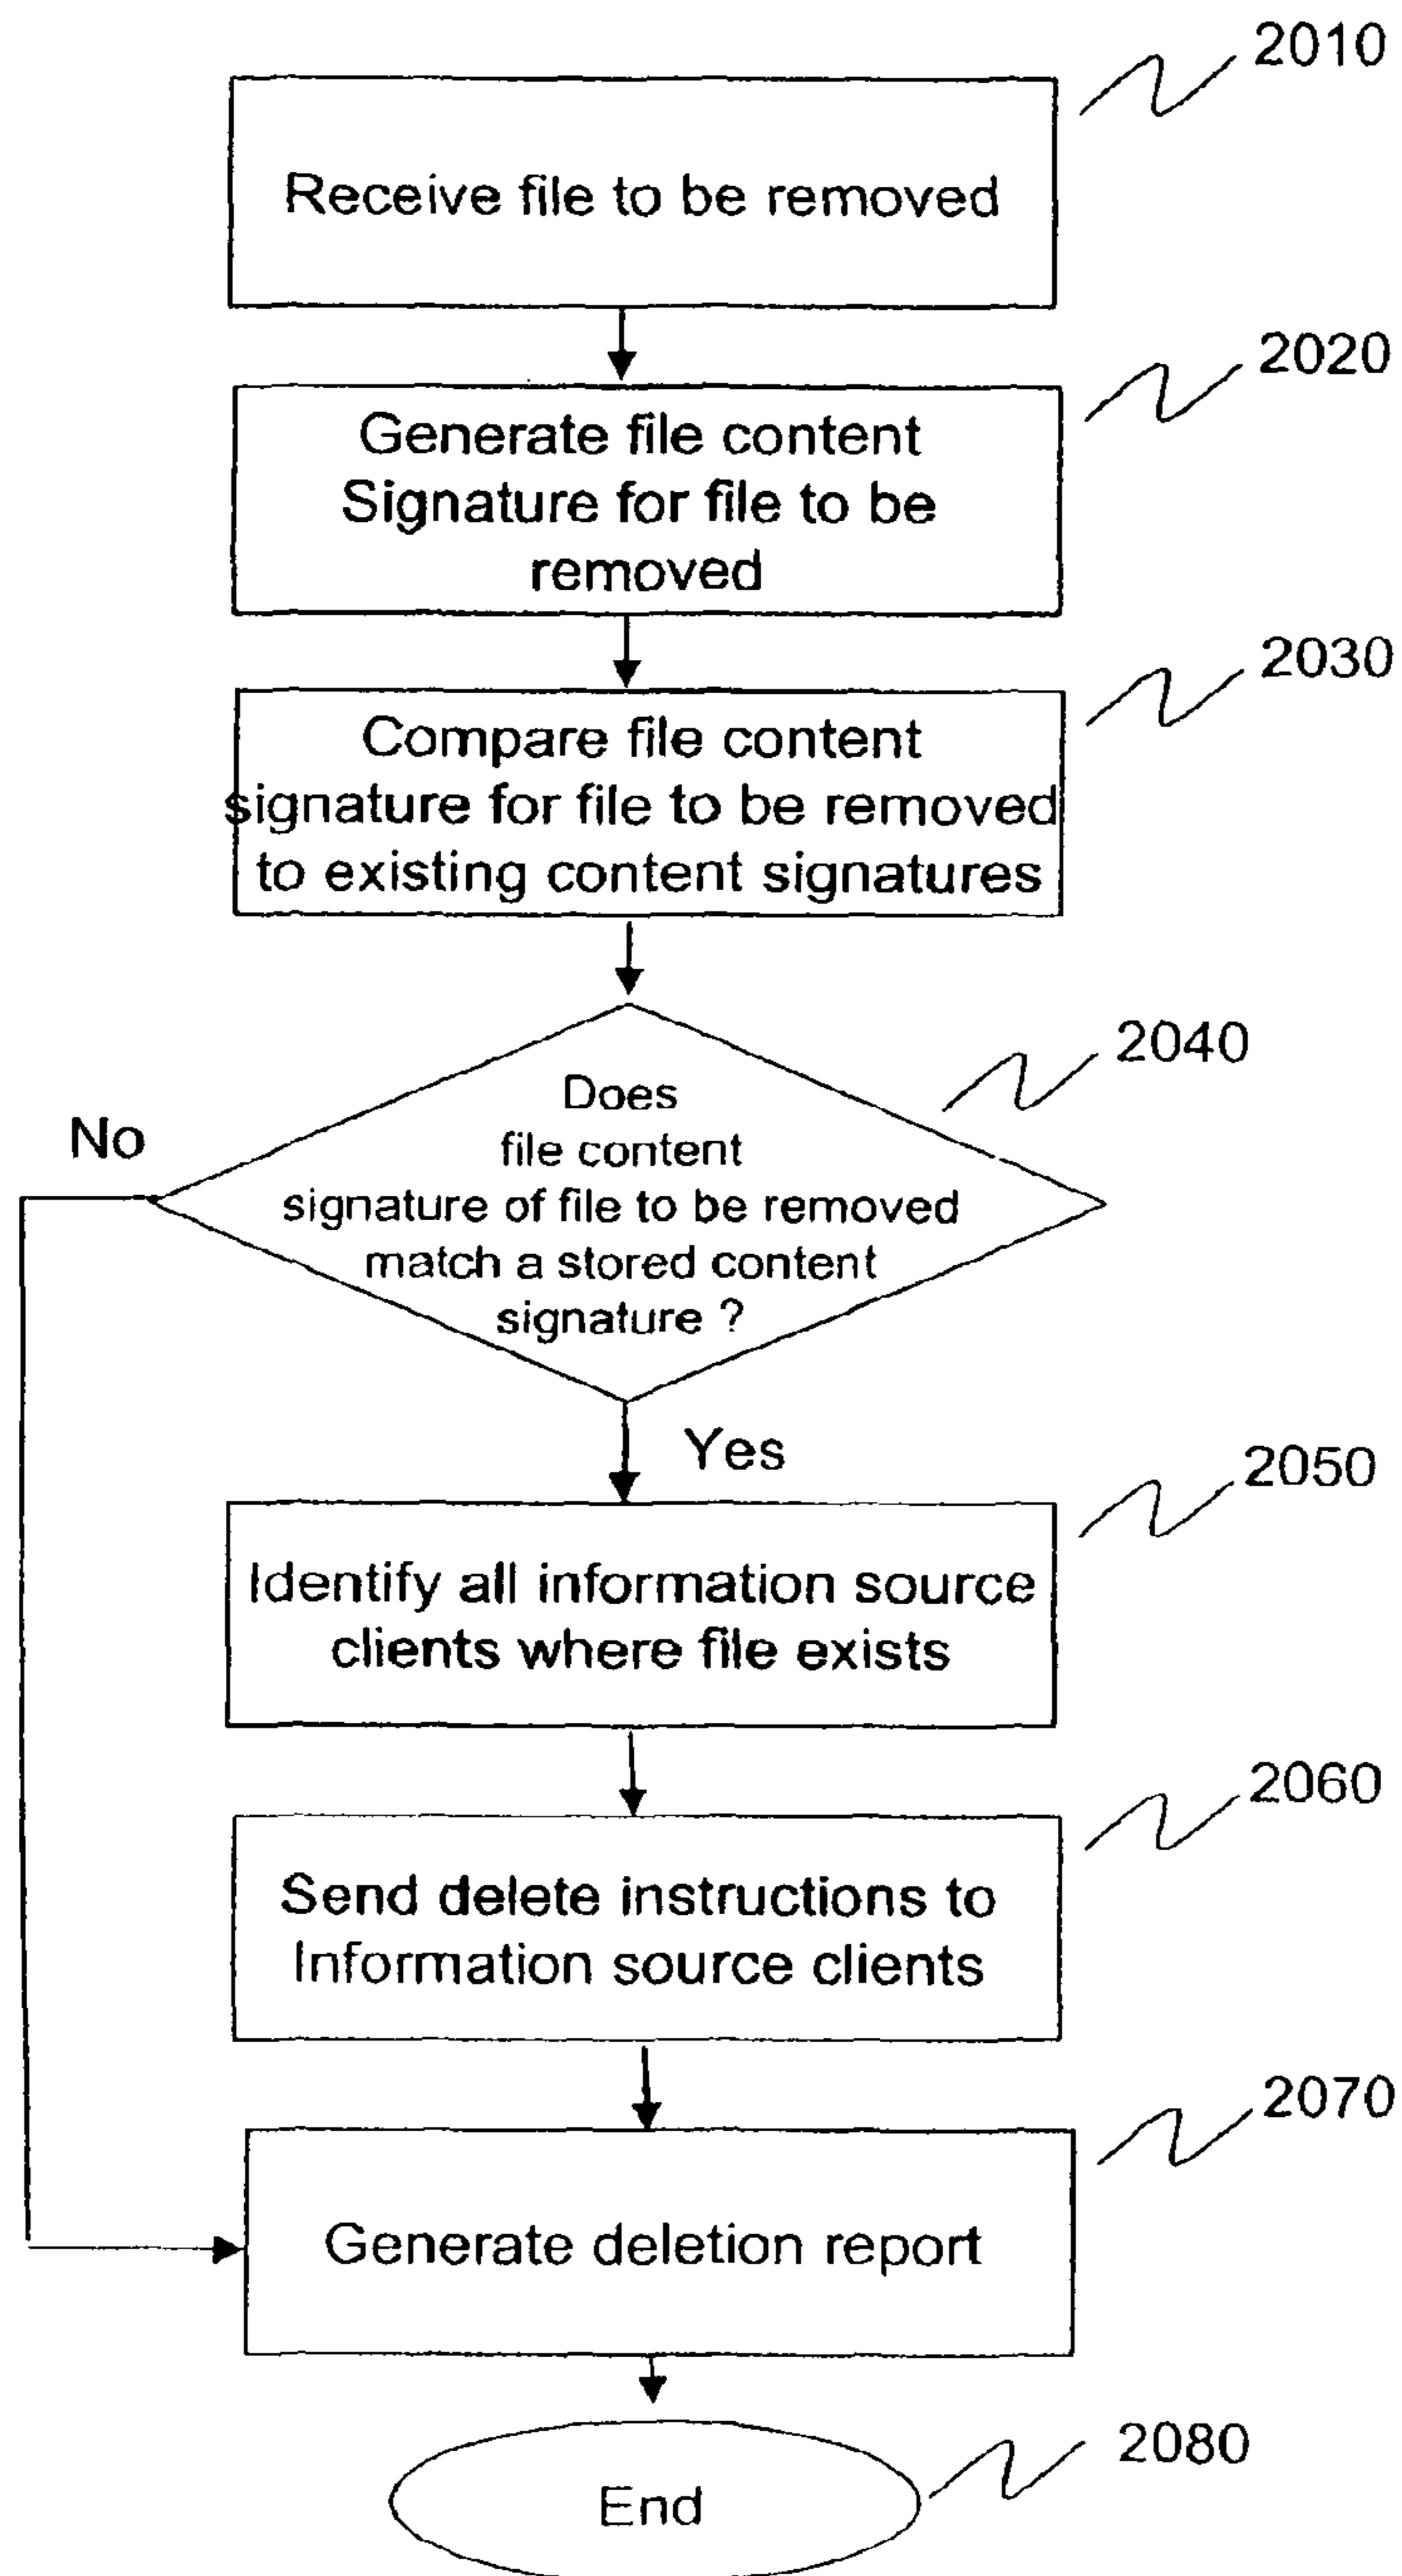 2010
Receive file to be removed
2020
Generate file content
Signature for file to be
removed
2030
Compare file content
signature for file to be removed
to existing content signatures
2040
Does
file content
signature of file to be removed
match a stored content
signature ?
No
Yes
2050
Identify all information source
clients where file exists
2060
Send delete instructions to
Information source clients
2070
Generate deletion report
2080
End